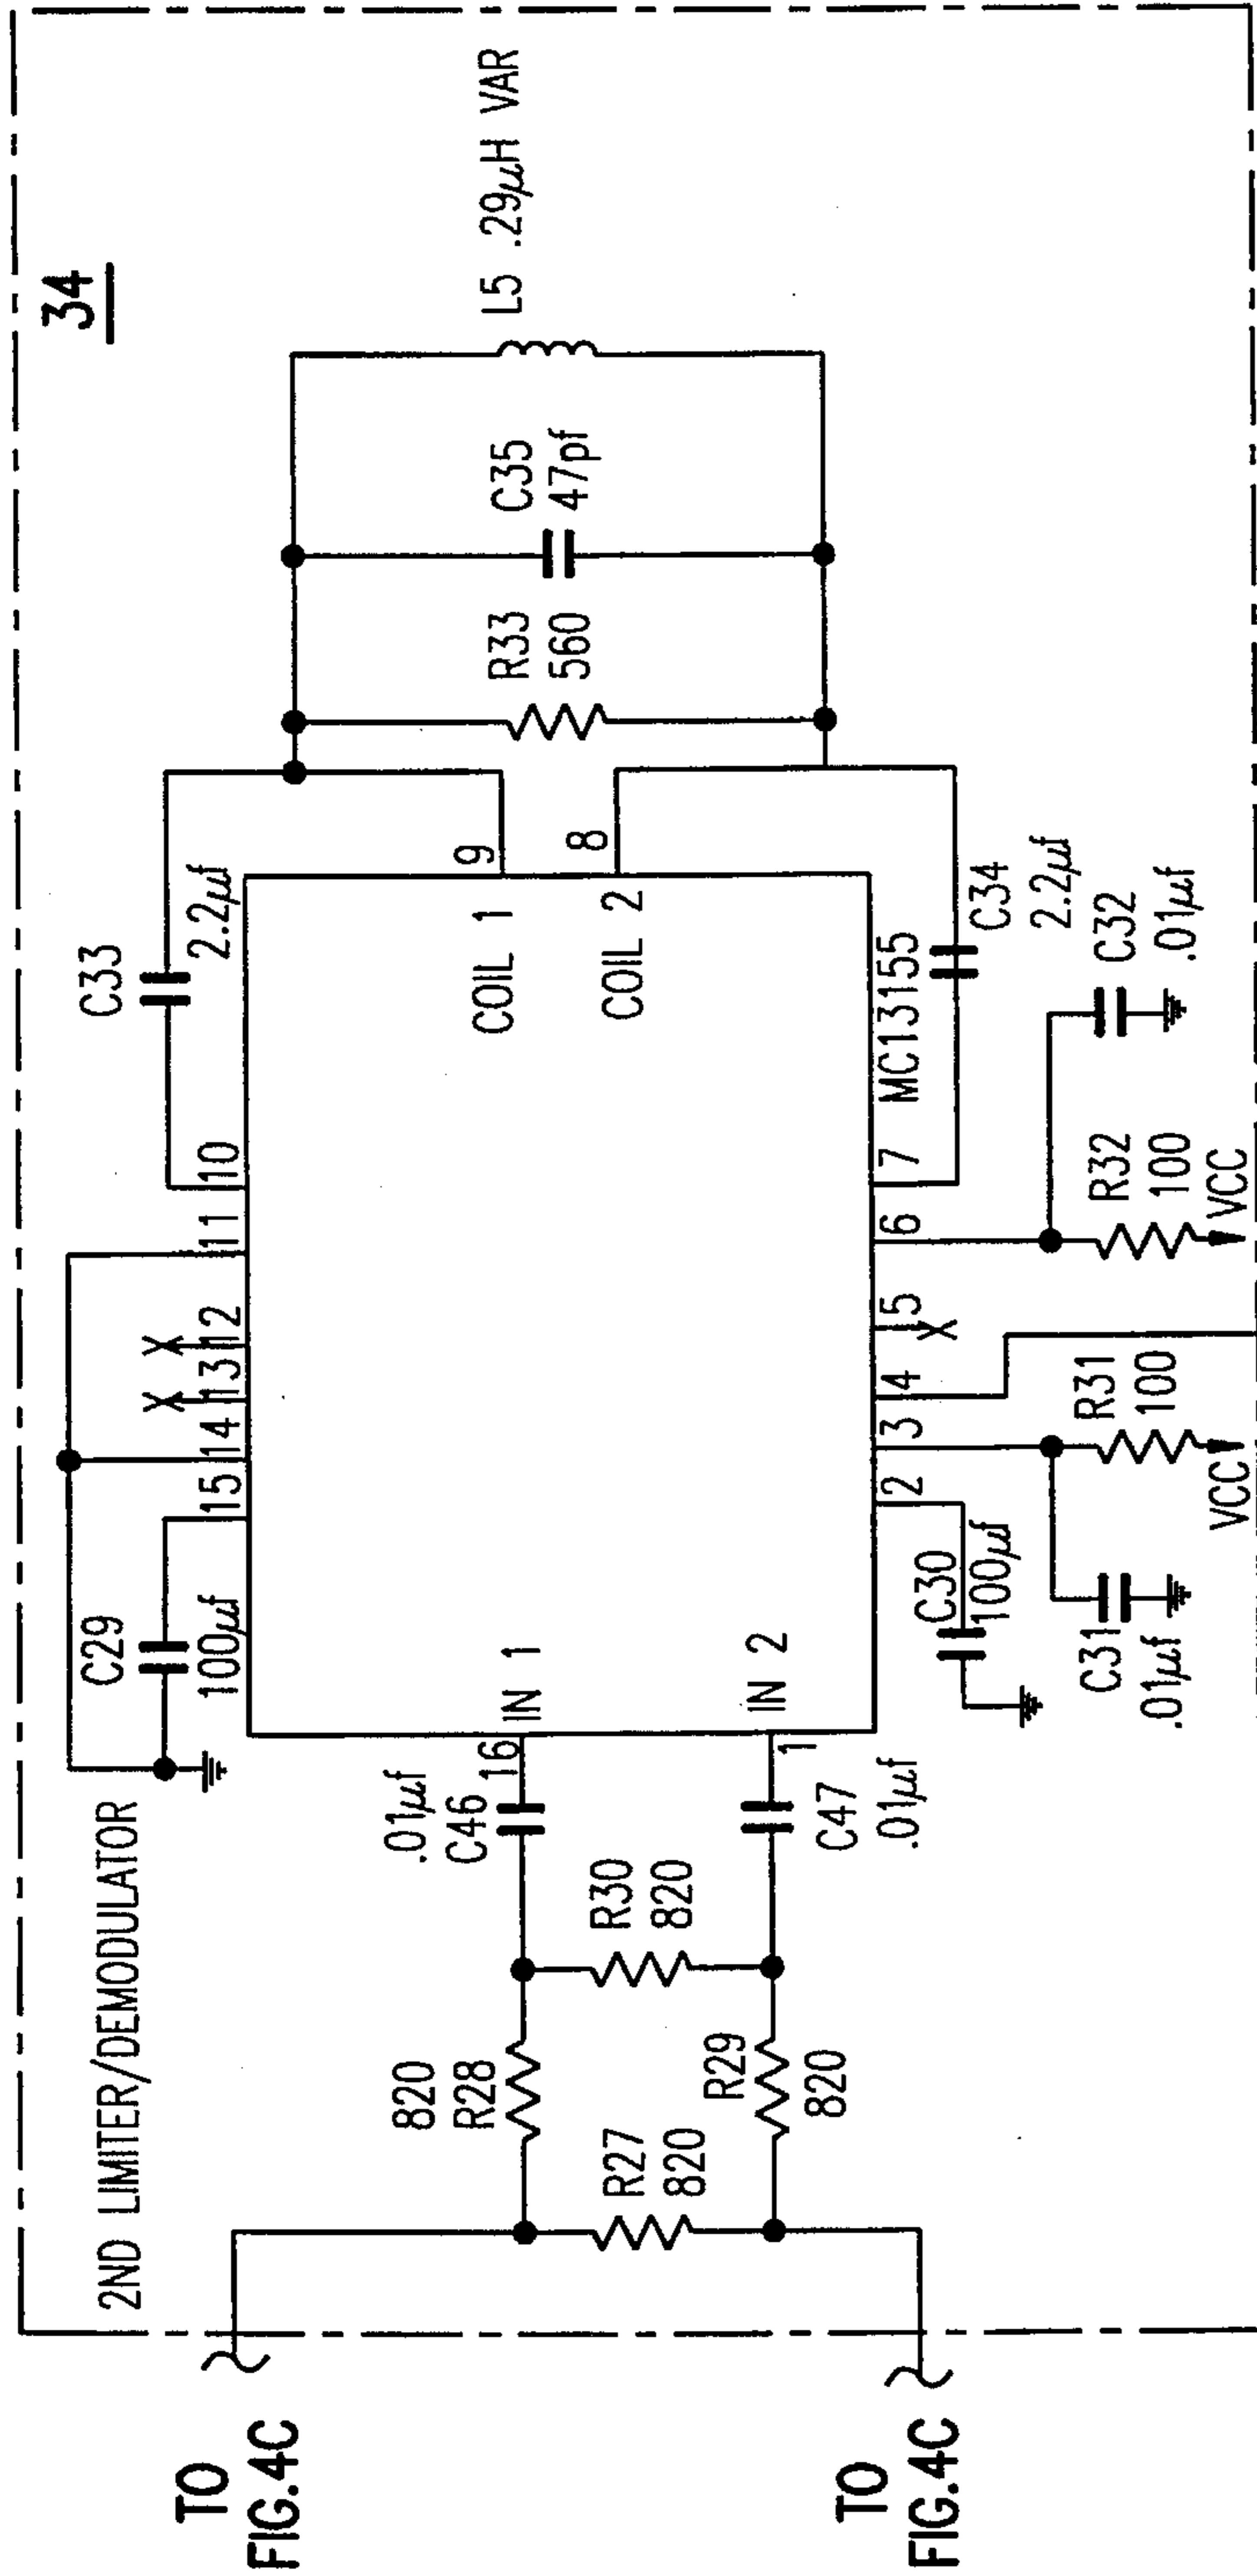 34
2ND LIMITER/DEMODULATOR
TO
FIG.4C
TO
FIG.4C
C29
100µf
C33
2.2µf
15
14
13
12
11
10
X
X
.01µf
C46
16
IN 1
820
R28
R27
820
R30
820
R29
820
C47
.01µf
1
IN 2
COIL 1
9
COIL 2
8
R33
560
C35
47pf
L5 .29µH VAR
MC13155
2
3
4
5
X
6
7
C34
2.2µf
C30
100µf
C31
.01µf
R31
100
VCC
R32
100
VCC
C32
.01µf